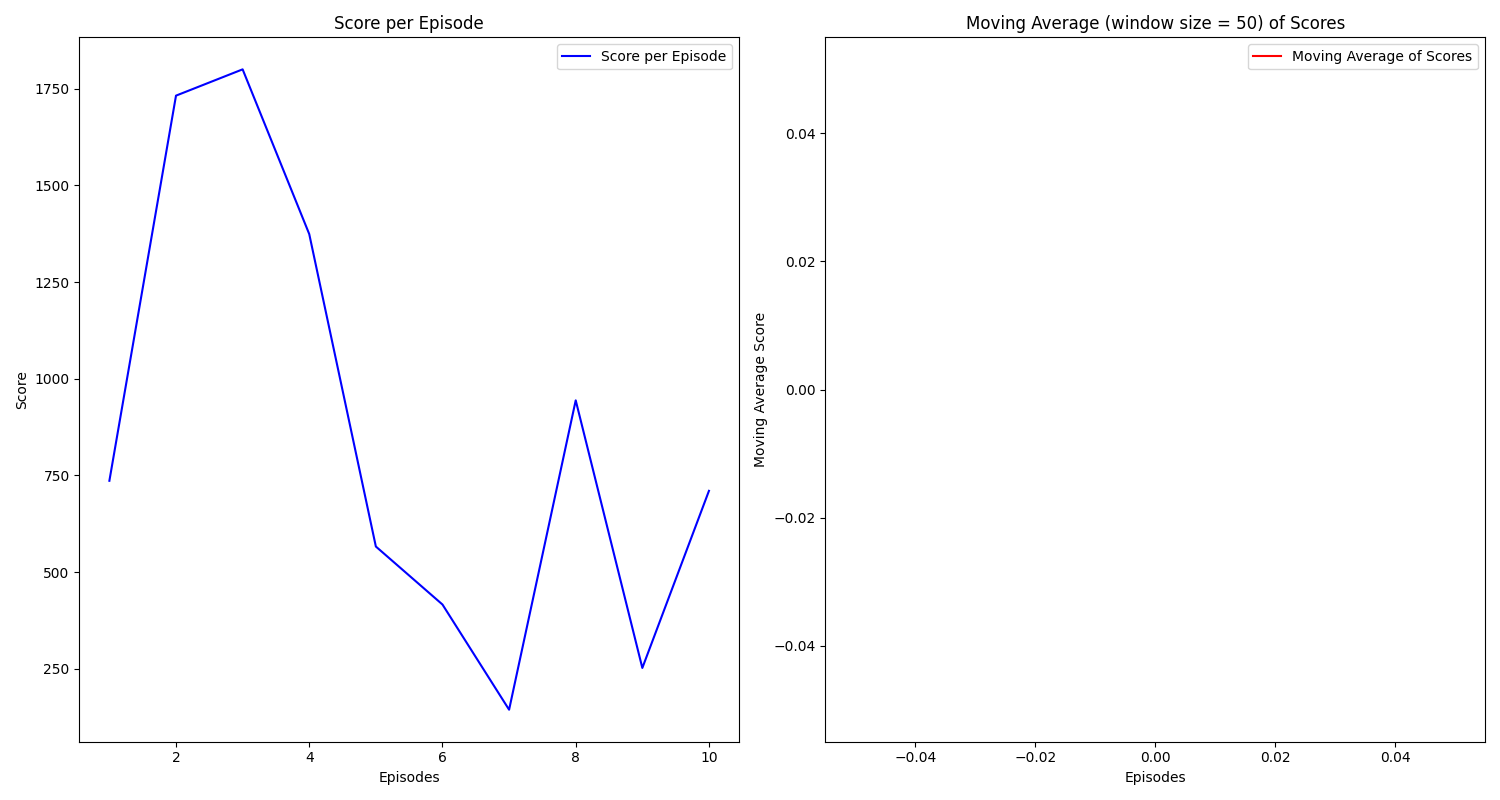 Score per Episode
Score per Episode
1750
1500
1250
1000
750
500
250
Score
2 4 6 8 10
Episodes
Moving Average (window size = 50) of Scores
Moving Average of Scores
0.04
0.02
0.00
−0.02
−0.04
Moving Average Score
−0.04 −0.02 0.00 0.02 0.04
Episodes